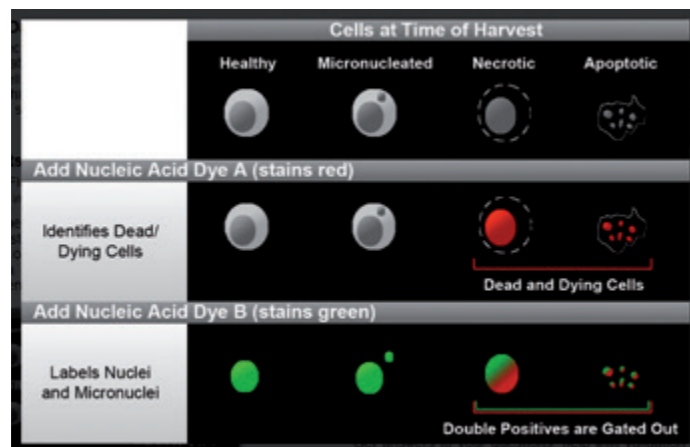 Cells at Time of Harvest
Healthy Micronucleated Necrotic Apoptotic
Add Nucleic Acid Dye A (stains red)
Identifies Dead/
Dying Cells
Dead and Dying Cells
Add Nucleic Acid Dye B (stains green)
Labels Nuclei
and Micronuclei
Double Positives are Gated Out